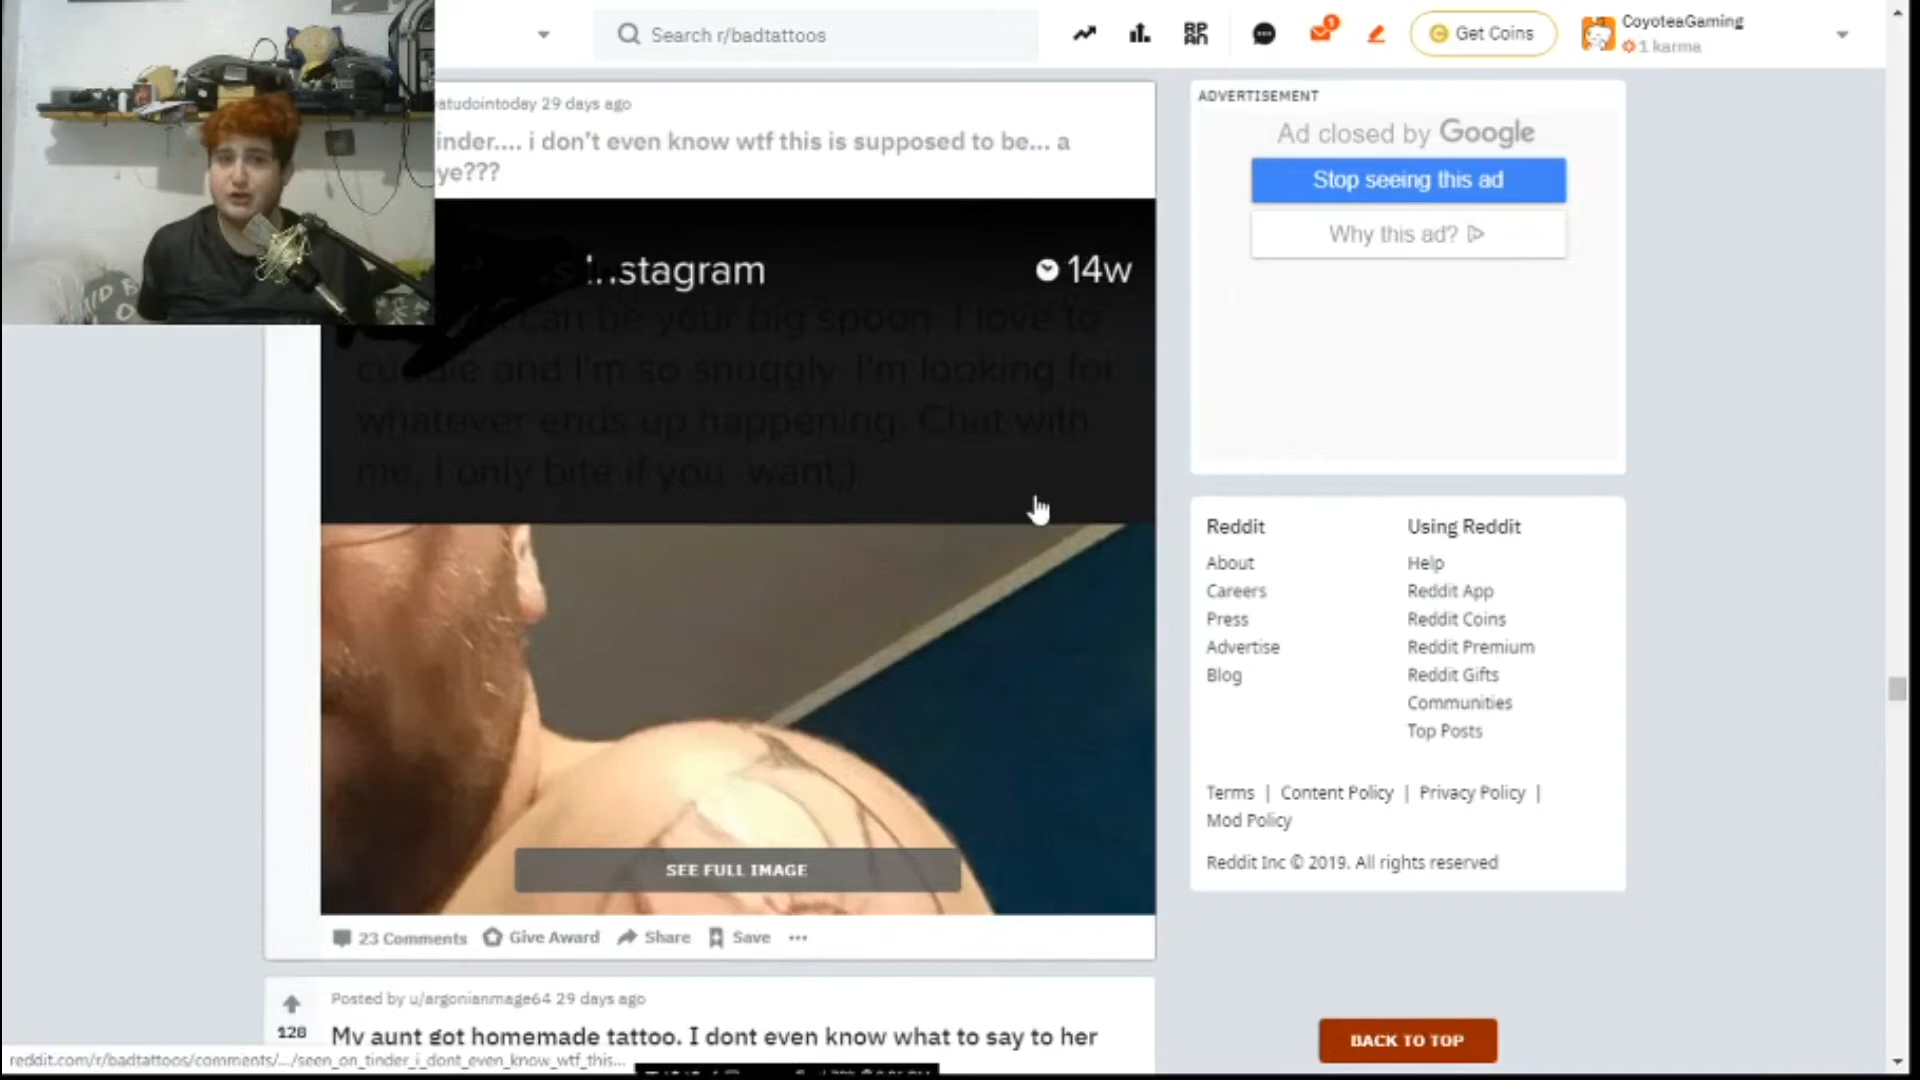 Search r/badtattoos
Get Coins
CoyoteaGaming
1 karma
1
atudointoday 29 days ago
inder.... i don't even know wtf this is supposed to be... a
ye???
stagram
14w
can be your big spoon. I love to
cuddle and I'm so snuggly. I'm looking for
whatever ends up happening. Chat with
me, I only bite if you want;)
SEE FULL IMAGE
23 Comments
Give Award
Share
Save
128
Posted by u/argonianmage64 29 days ago
My aunt got homemade tattoo. I dont even know what to say to her
reddit.com/r/badtattoos/comments/.../seen_on_tinder_i_dont_even_know_wtf_this...
ADVERTISEMENT
Ad closed by Google
Stop seeing this ad
Why this ad?
Reddit
Using Reddit
About
Help
Careers
Reddit App
Press
Reddit Coins
Advertise
Reddit Premium
Blog
Reddit Gifts
Communities
Top Posts
Terms | Content Policy | Privacy Policy |
Mod Policy
Reddit Inc © 2019. All rights reserved
BACK TO TOP